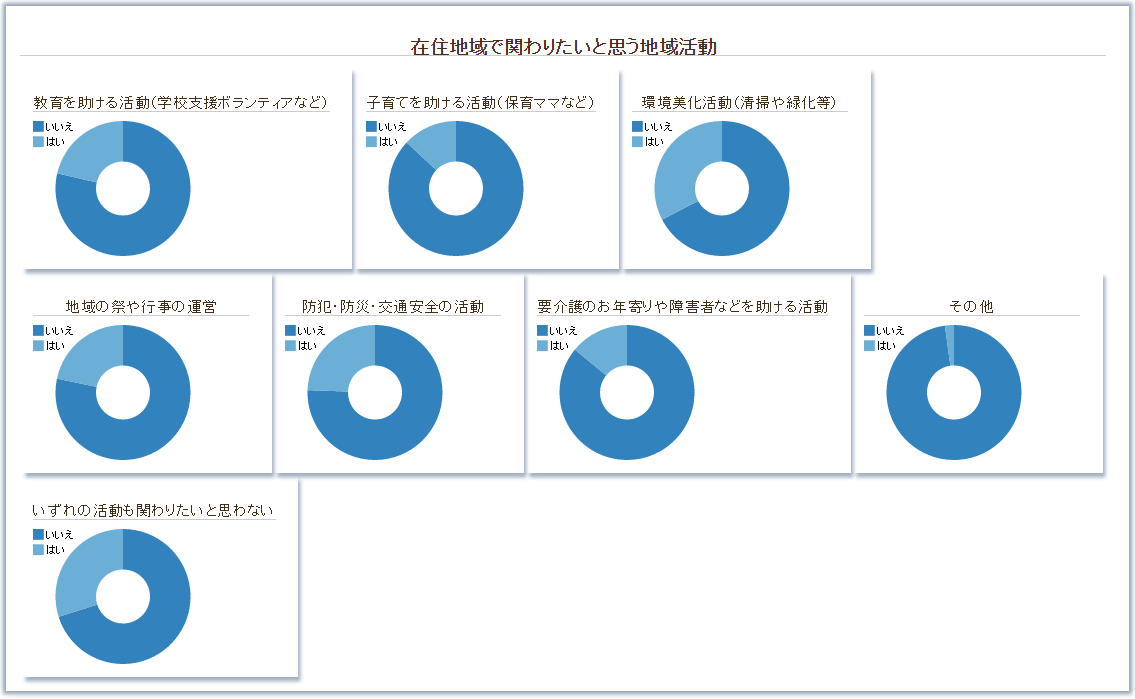 在住地域で関わりたいと思う地域活動
教育を助ける活動（学校支援ボランティアなど）
いいえ
はい
子育てを助ける活動（保育ママなど）
いいえ
はい
環境美化活動（清掃や緑化等）
いいえ
はい
地域の祭や行事の運営
いいえ
はい
防犯・防災・交通安全の活動
いいえ
はい
要介護のお年寄りや障害者などを助ける活動
いいえ
はい
その他
いいえ
はい
いずれの活動も関わりたいと思わない
いいえ
はい